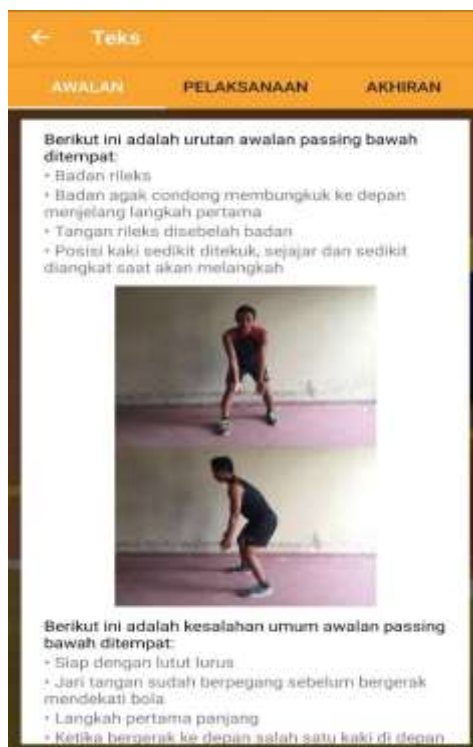 ← Teks
AWALAN PELAKSANAAN AKHIRAN
Berikut ini adalah urutan awalan passing bawah
ditempat:
• Badan rileks
• Badan agak condong membungkuk ke depan
menjelang langkah pertama
• Tangan rileks disebelah badan
• Posisi kaki sedikit ditekuk, sejajar dan sedikit
diangkat saat akan melangkah
Berikut ini adalah kesalahan umum awalan passing
bawah ditempat:
• Siap dengan lutut lurus
• Jari tangan sudah berpegang sebelum bergerak
mendekati bola
• Langkah pertama panjang
• Ketika bergerak ke depan salah satu kaki di depan